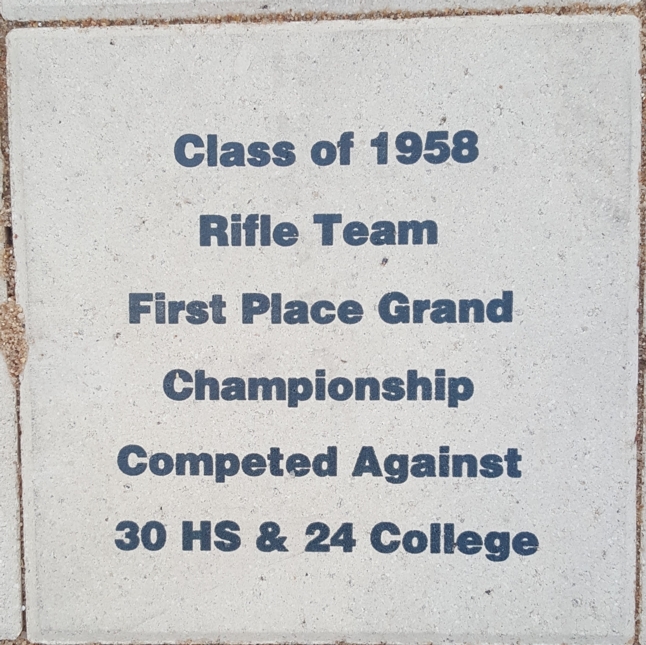 Class of 1958
Rifle Team
First Place Grand
Championship
Competed Against
30 HS & 24 College